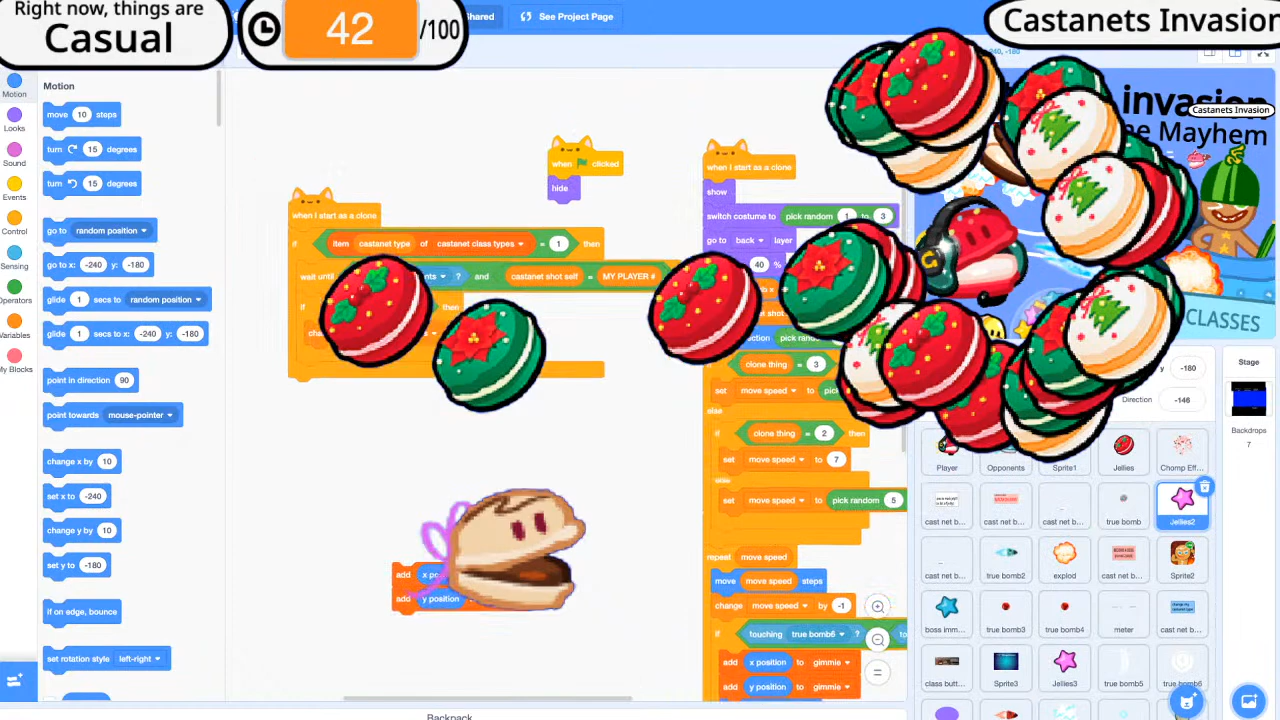 Right now, things are
Casual
42
/100
Castanets Invasion
Shared
See Project Page
Motion
Looks
Sound
Events
Control
Sensing
Operators
Variables
My Blocks
Motion
move 10 steps
turn 15 degrees
turn 15 degrees
go to random position
go to x: -240 y: -180
glide 1 secs to random position
glide 1 secs to x: -240 y: -180
point in direction 90
point towards mouse-pointer
change x by 10
set x to -240
change y by 10
set y to -180
if on edge, bounce
set rotation style left-right
when clicked
hide
when I start as a clone
if item castanet type of castanet class types = 1 then
wait until
? and castanet shot self = MY PLAYER #
if
then
add
add y position
when I start as a clone
show
switch costume to pick random 1 to 3
go to back layer
40 %
clone thing = 3
set move speed to
else
if clone thing = 2 then
set move speed to 7
else
set move speed to pick random 5
repeat move speed
move move speed steps
change move speed by -1
if touching true bomb6 ?
add x position to gimmie
add y position to gimmie
invasion
Mayhem
Castanets Invasion
CLASSES
y -180
Direction -146
Stage
Backdrops
7
Player
Opponents
Sprite1
Jellies
Chomp Eff...
cast net b...
cast net b...
cast net b...
true bomb
Jellies2
cast net b...
true bomb2
explod
cast net b...
Sprite2
boss imm...
true bomb3
true bomb4
meter
cast net b...
class butt...
Sprite3
Jellies3
true bomb5
true bomb6
Backpack